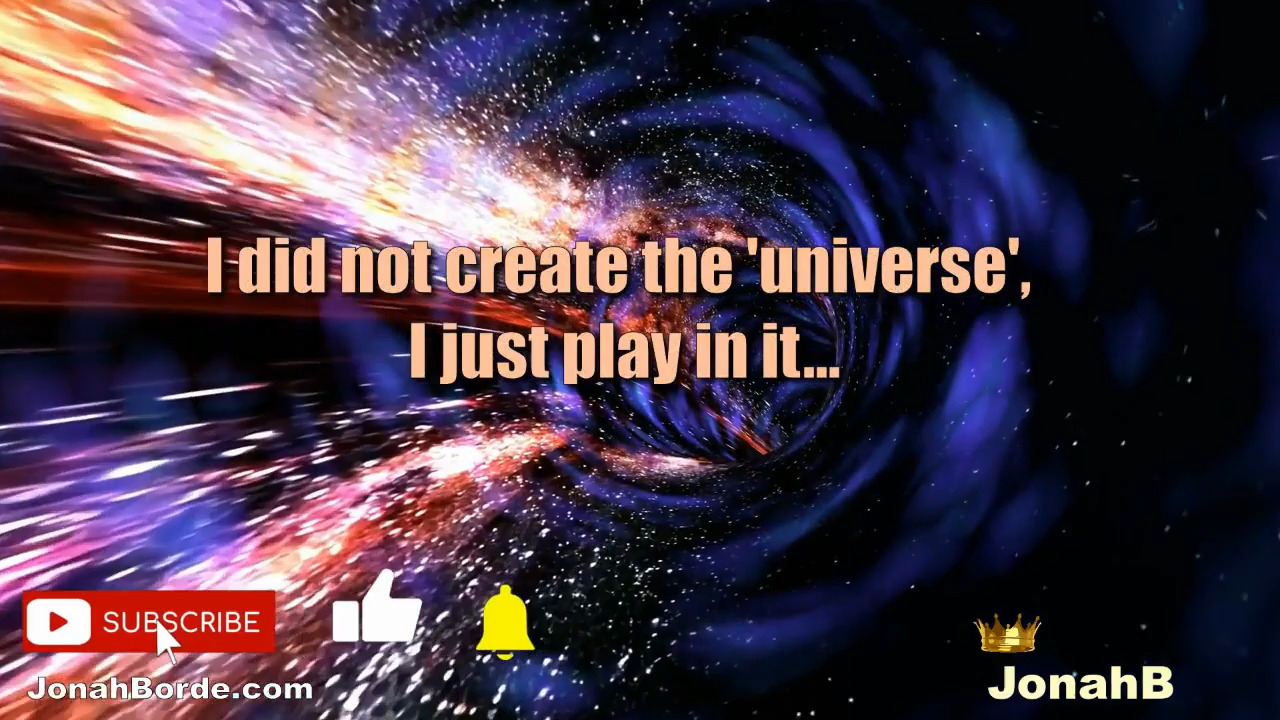 I did not create the 'universe',
I just play in it...
SUBSCRIBE
JonahBorde.com
JonahB